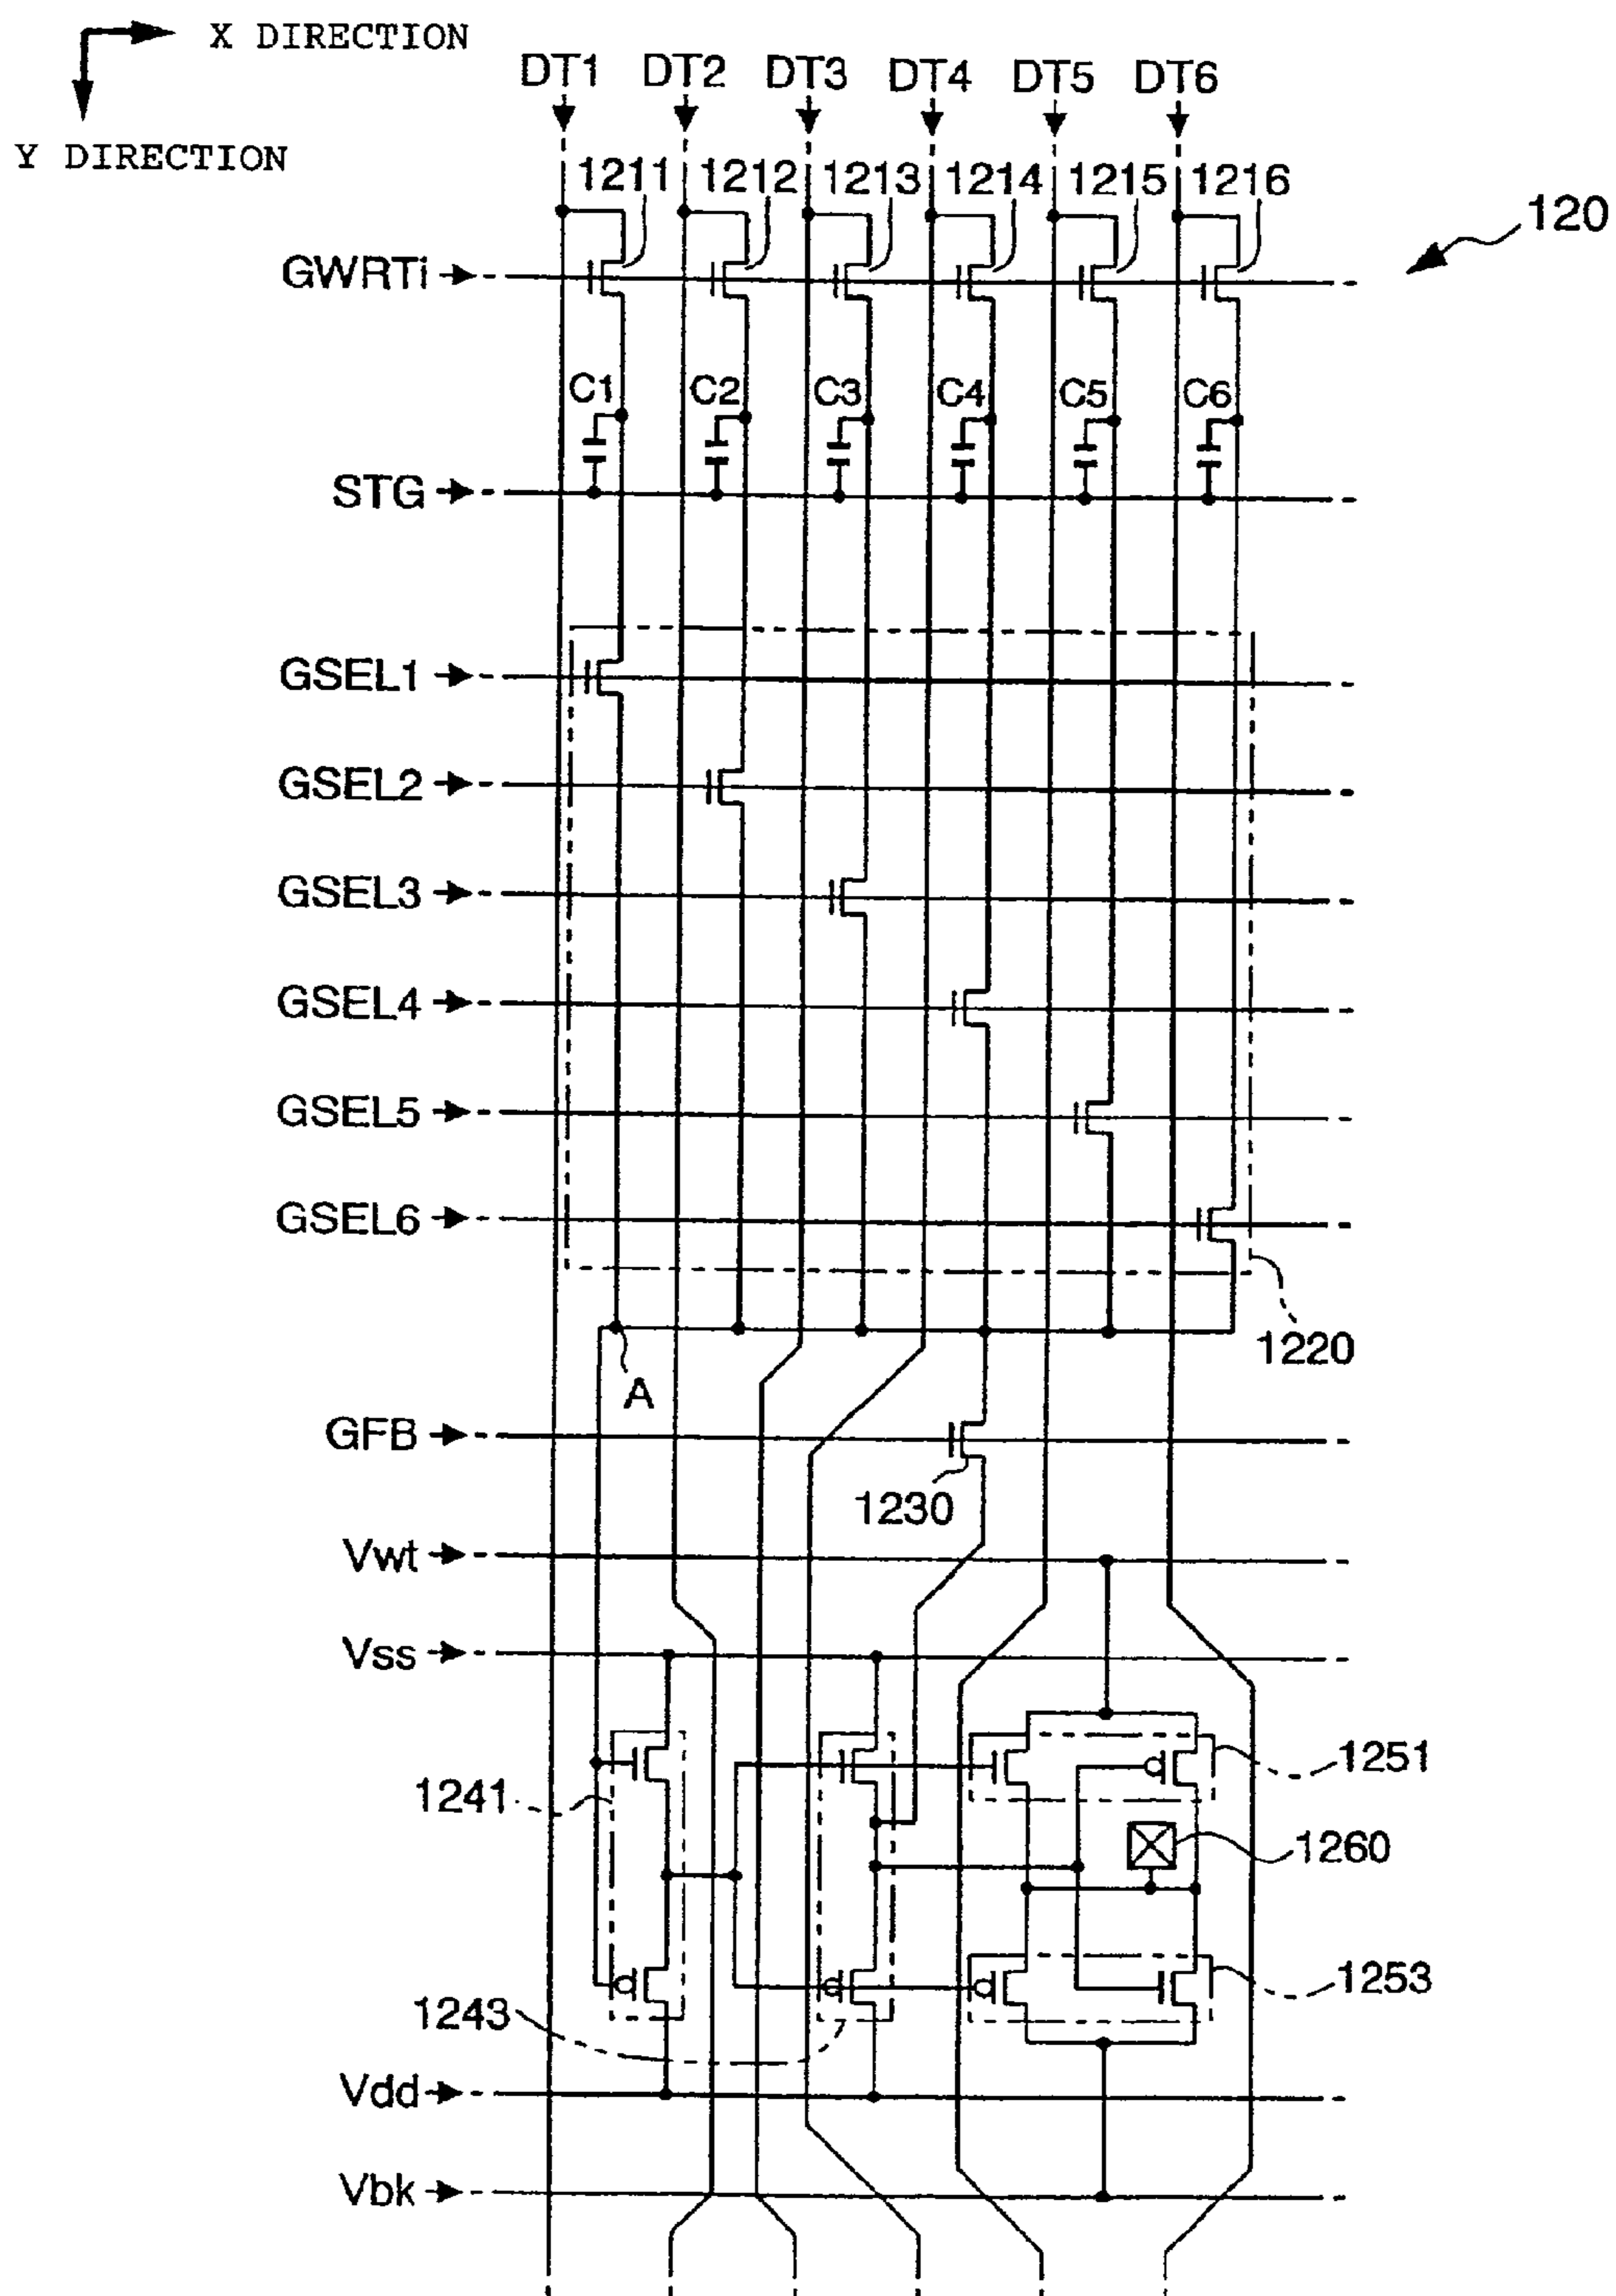 X DIRECTION
Y DIRECTION
DT1 DT2 DT3 DT4 DT5 DT6
1211 1212 1213 1214 1215 1216
120
GWRTi
C1 C2 C3 C4 C5 C6
STG
GSEL1
GSEL2
GSEL3
GSEL4
GSEL5
GSEL6
1220
A
GFB
1230
Vwt
Vss
1251
1241
1260
1253
1243
Vdd
Vbk